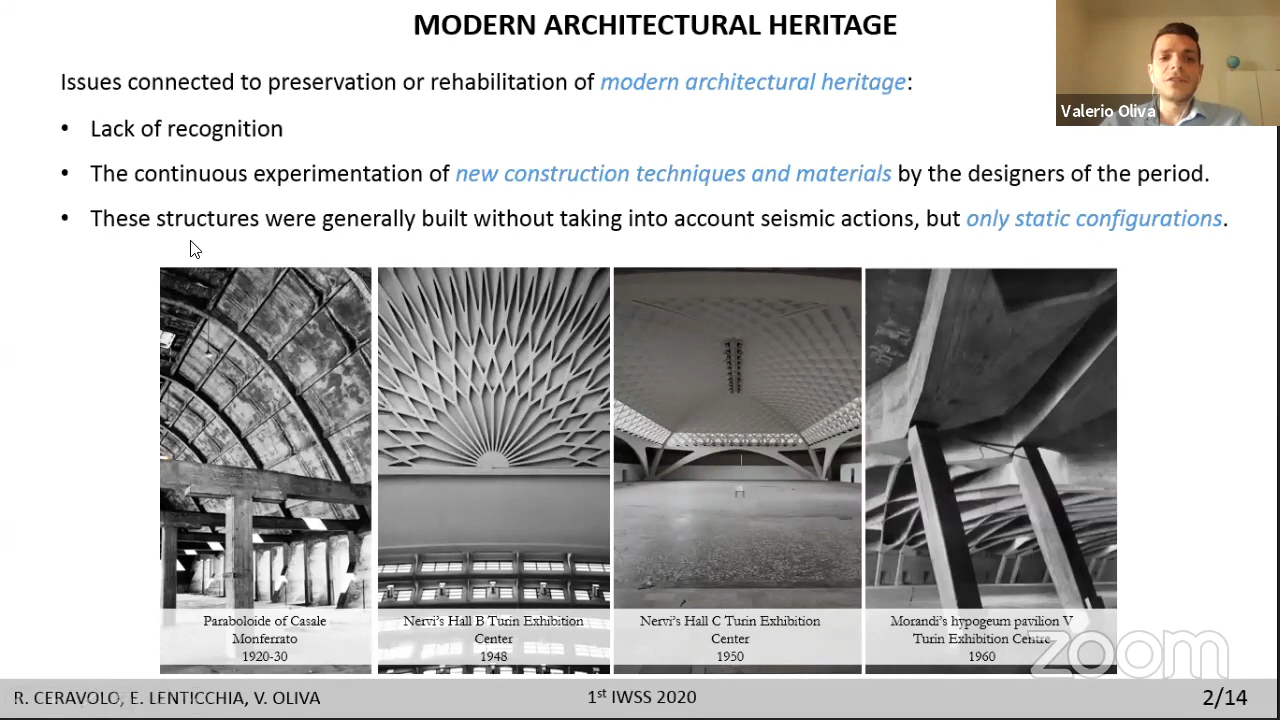 MODERN ARCHITECTURAL HERITAGE
Issues connected to preservation or rehabilitation of modern architectural heritage:
• Lack of recognition
• The continuous experimentation of new construction techniques and materials by the designers of the period.
• These structures were generally built without taking into account seismic actions, but only static configurations.
Valerio Oliva
Paraboloide of Casale
Monferrato
1920-30
Nervi's Hall B Turin Exhibition
Center
1948
Nervi's Hall C Turin Exhibition
Center
1950
Morandi's hypogeum pavilion V
Turin Exhibition Centre
1960
zoom
R. CERAVOLO, E. LENTICCHIA, V. OLIVA
1st IWSS 2020
2/14